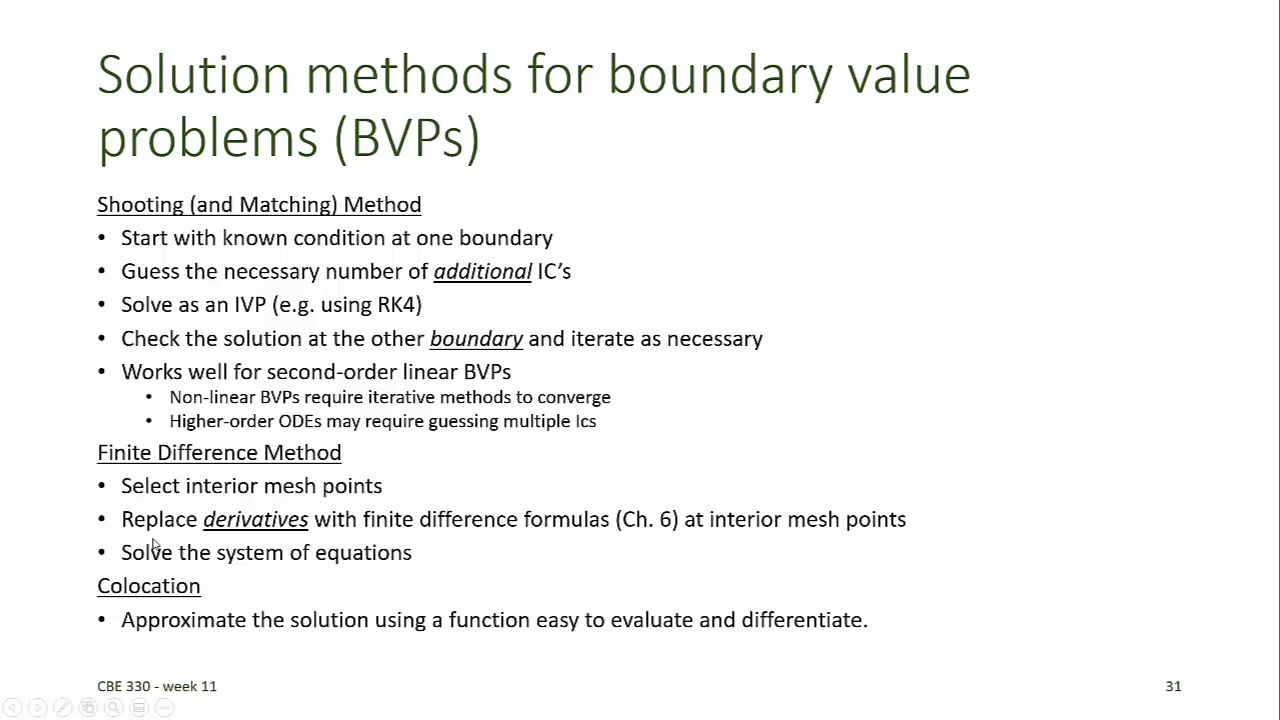 Solution methods for boundary value
problems (BVPs)
Shooting (and Matching) Method
• Start with known condition at one boundary
• Guess the necessary number of additional IC’s
• Solve as an IVP (e.g. using RK4)
• Check the solution at the other boundary and iterate as necessary
• Works well for second-order linear BVPs
• Non-linear BVPs require iterative methods to converge
• Higher-order ODEs may require guessing multiple Ics
Finite Difference Method
• Select interior mesh points
• Replace derivatives with finite difference formulas (Ch. 6) at interior mesh points
• Solve the system of equations
Colocation
• Approximate the solution using a function easy to evaluate and differentiate.
CBE 330 - week 11
31